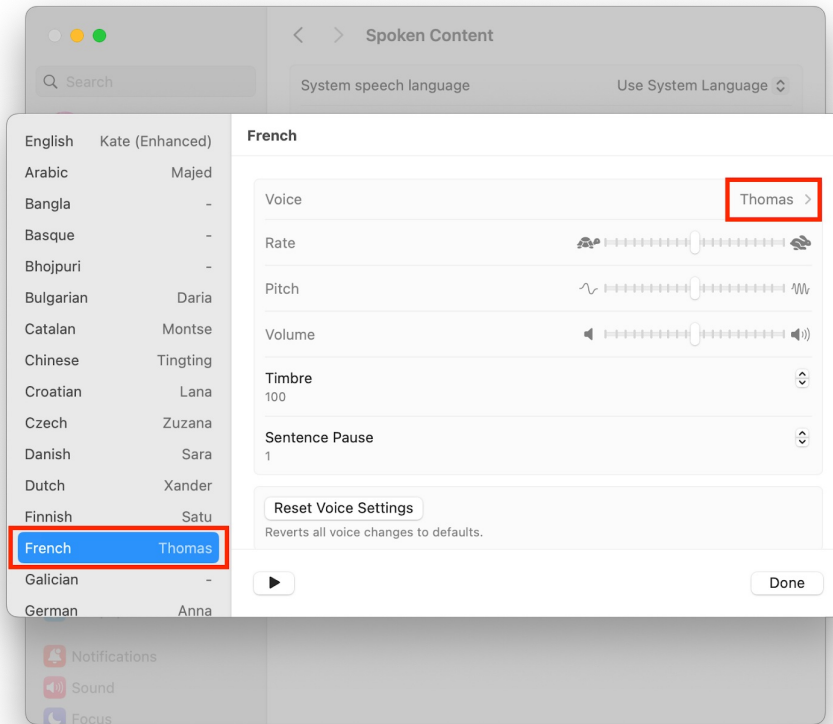 Spoken Content
Search
System speech language Use System Language
English Kate (Enhanced)
Arabic Majed
Bangla -
Basque -
Bhojpuri -
Bulgarian Daria
Catalan Montse
Chinese Tingting
Croatian Lana
Czech Zuzana
Danish Sara
Dutch Xander
Finnish Satu
French Thomas
Galician -
German Anna
French
Voice Thomas
Rate
Pitch
Volume
Timbre
100
Sentence Pause
1
Reset Voice Settings
Reverts all voice changes to defaults.
Done
Notifications
Sound
Focus